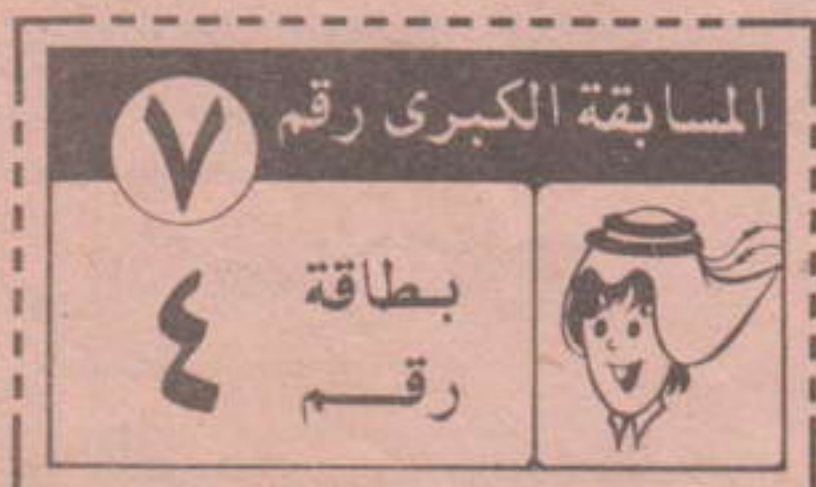 المسابقة الكبرى رقم ٧
بطاقة
رقم ٤